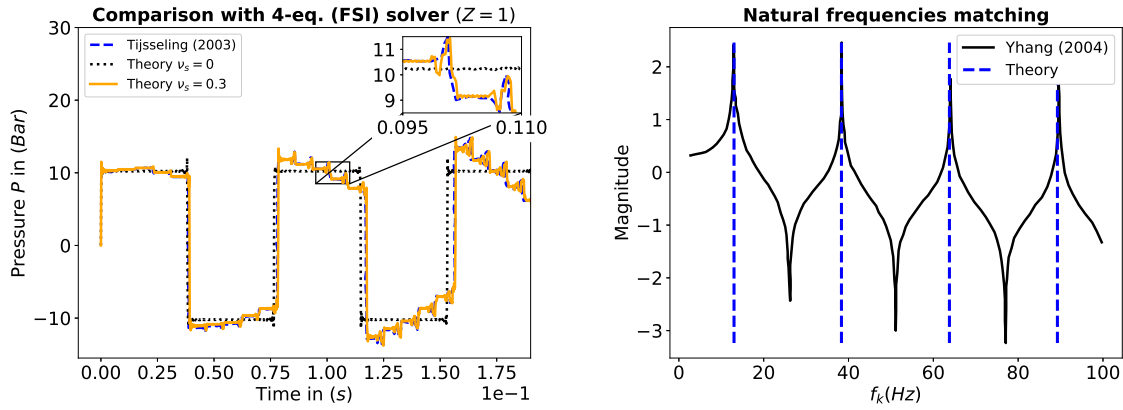 Comparison with 4-eq. (FSI) solver (Z = 1)
Tijsseling (2003)
Theory νs = 0
Theory νs = 0.3
11
10
9
0.095
0.110
30
20
10
0
−10
Pressure P in (Bar)
0.00
0.25
0.50
0.75
1.00
1.25
1.50
1.75
1e−1
Time in (s)
Natural frequencies matching
Yhang (2004)
Theory
2
1
0
−1
−2
−3
Magnitude
0
20
40
60
80
100
fk(Hz)